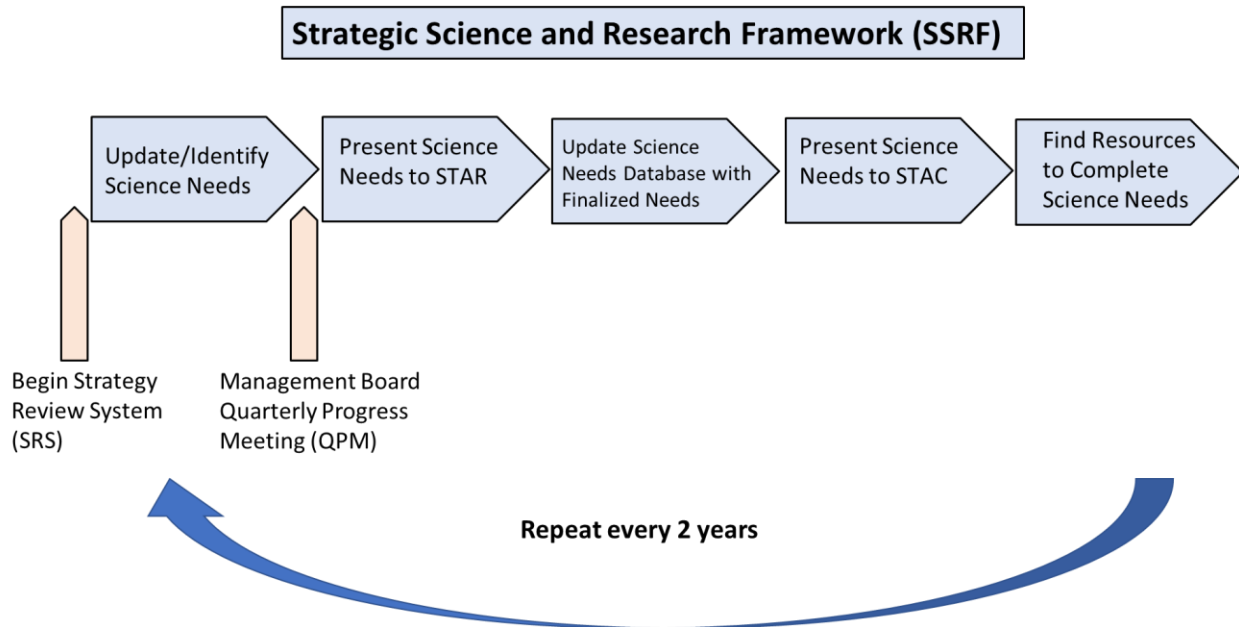 Strategic Science and Research Framework (SSRF)
Update/Identify
Science Needs
Present Science
Needs to STAR
Update Science
Needs Database with
Finalized Needs
Present Science
Needs to STAC
Find Resources
to Complete
Science Needs
Begin Strategy
Review System
(SRS)
Management Board
Quarterly Progress
Meeting (QPM)
Repeat every 2 years